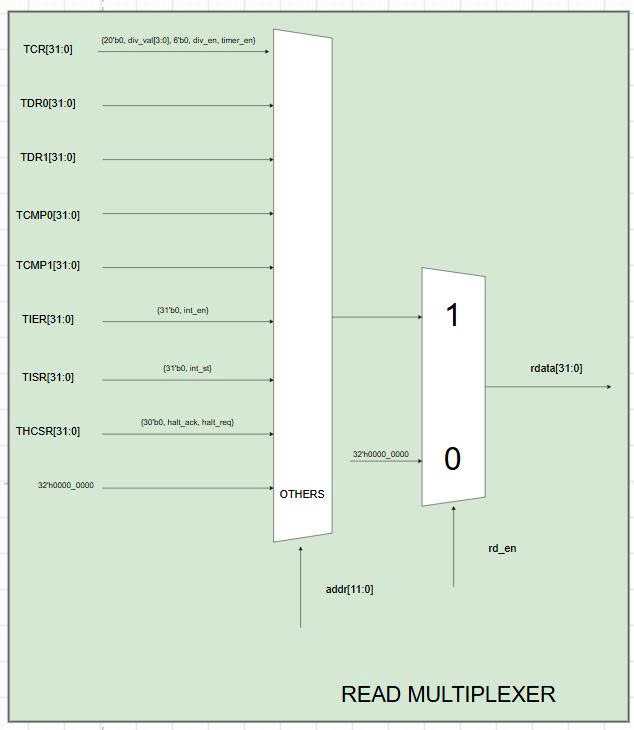 TCR[31:0]
{20'b0, div_val[3:0], 6'b0, div_en, timer_en}
TDR0[31:0]
TDR1[31:0]
TCMP0[31:0]
TCMP1[31:0]
TIER[31:0]
{31'b0, int_en}
TISR[31:0]
{31'b0, int_st}
THCSR[31:0]
{30'b0, halt_ack, halt_req}
32'h0000_0000
OTHERS
addr[11:0]
1
32'h0000_0000
0
rd_en
rdata[31:0]
READ MULTIPLEXER